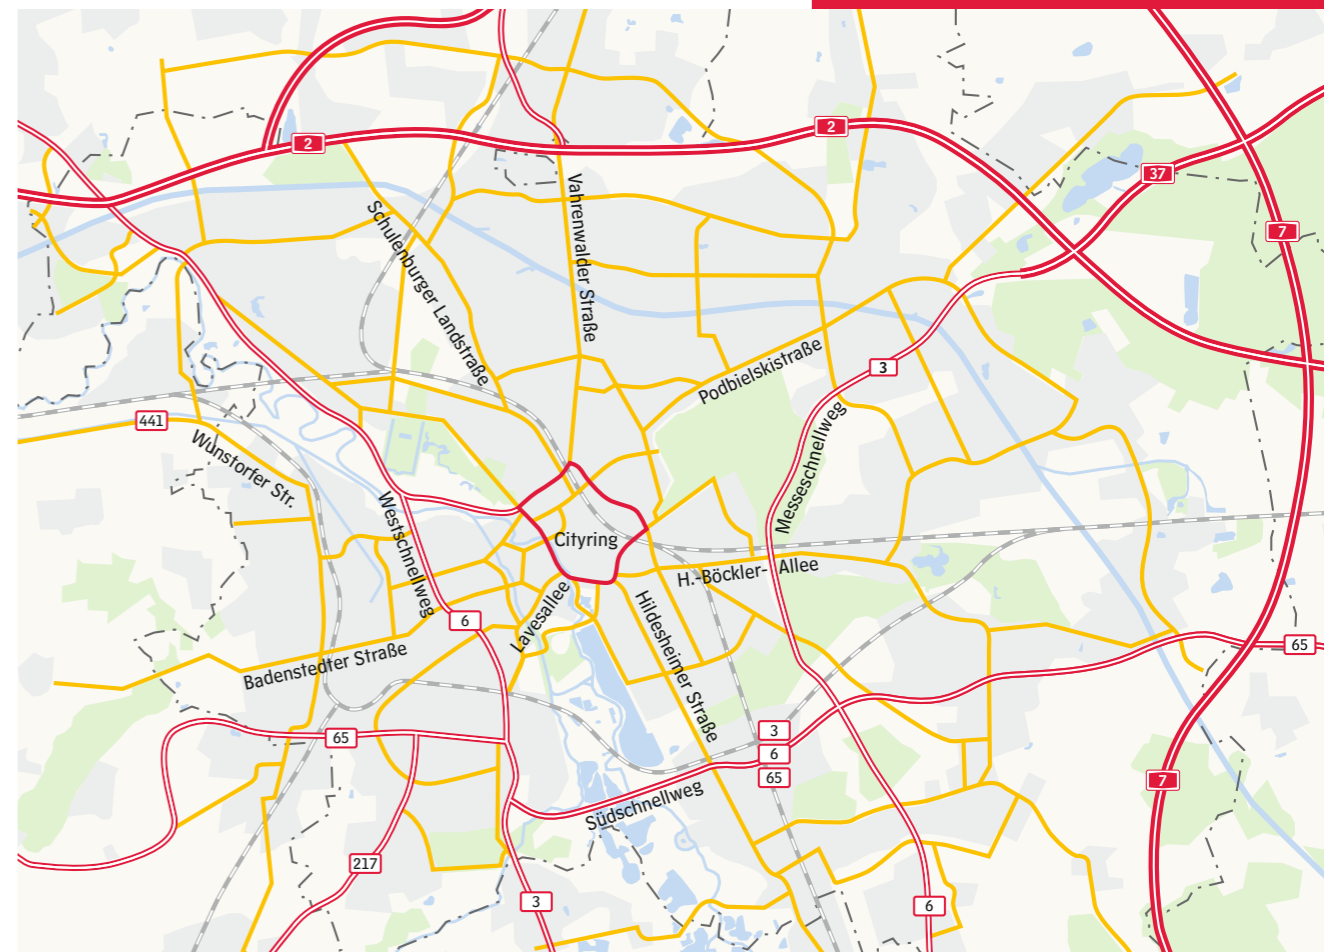 2
2
37
7
Vahrenwalder Straße
Schulenburger Landstraße
Podbielskistraße
3
Messeschnellweg
441
Wunstorfer Str.
Westschnellweg
Cityring
H.-Böckler- Allee
Lavesallee
Hildesheimer Straße
6
Badenstedter Straße
65
65
3
6
65
7
Südschnellweg
217
3
6